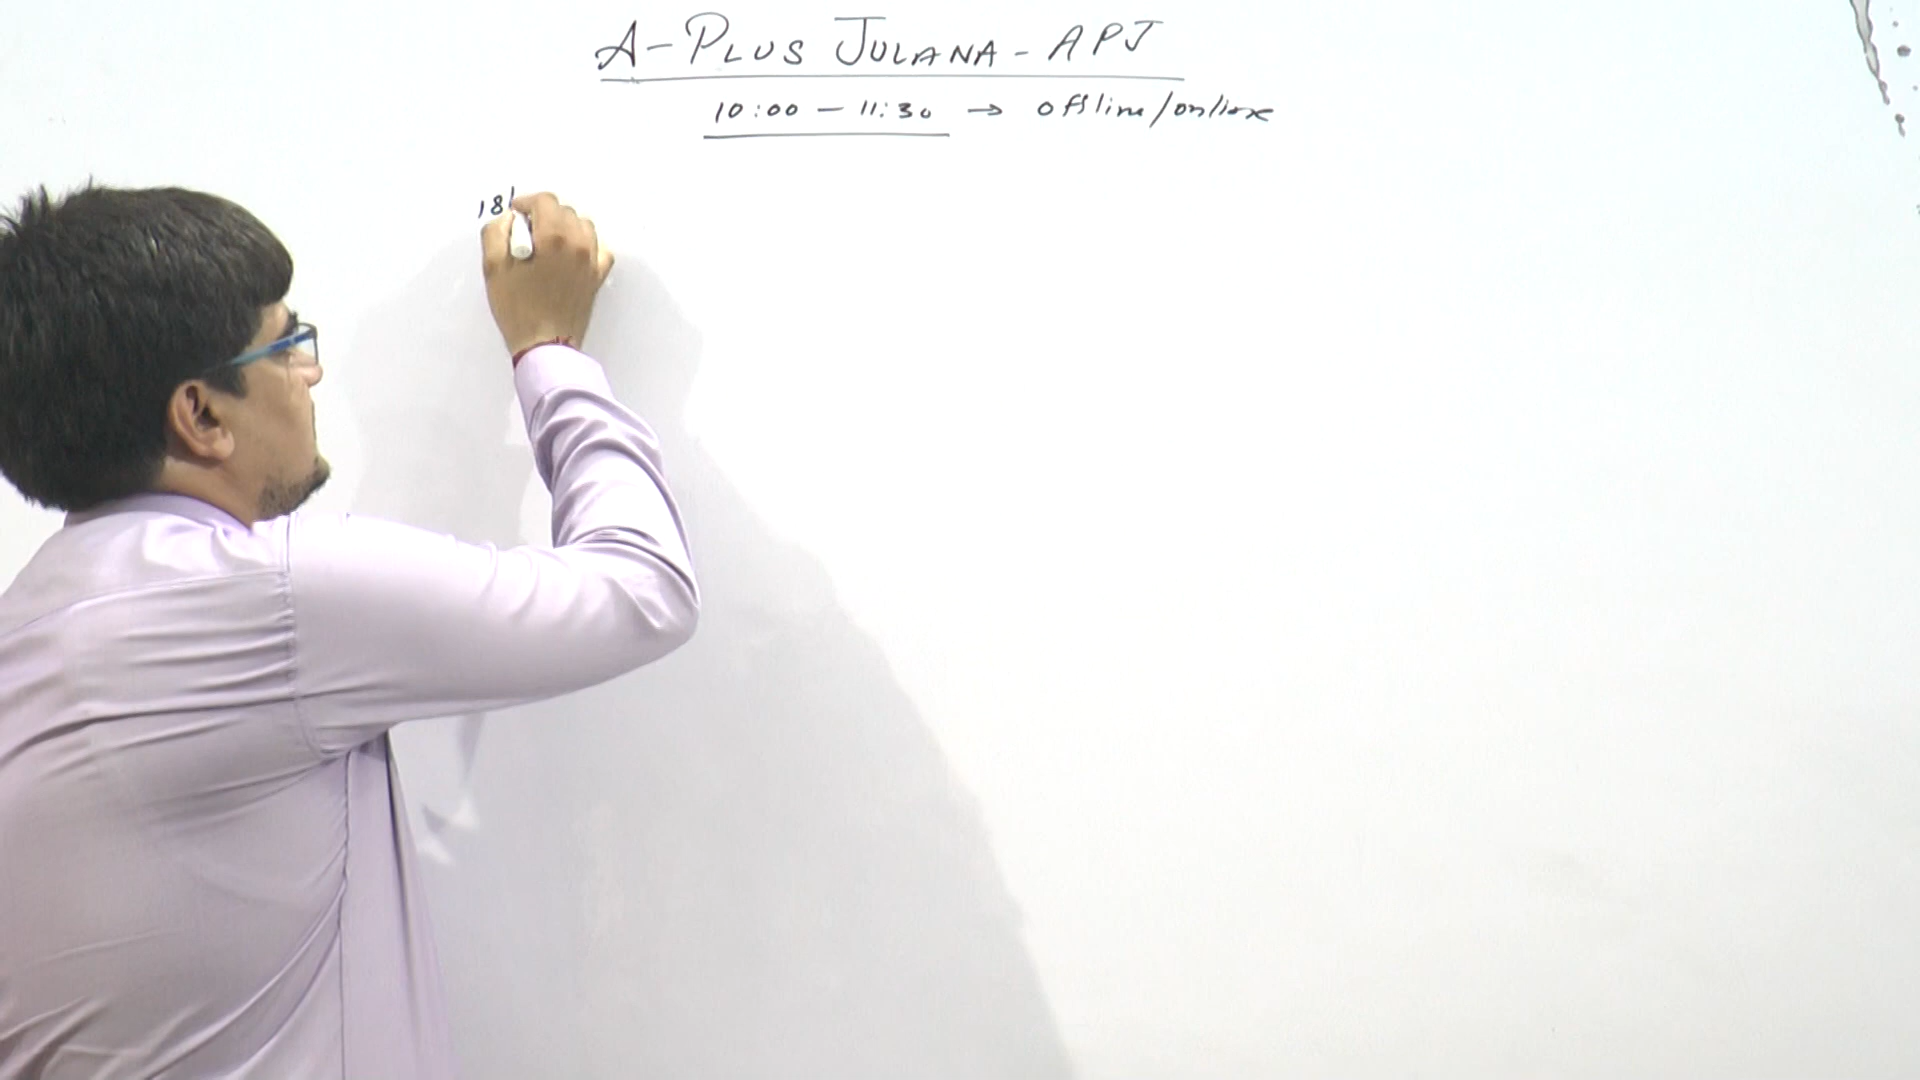 A-PLUS JULANA - APJ
10:00 — 11:30 → offline/online
18